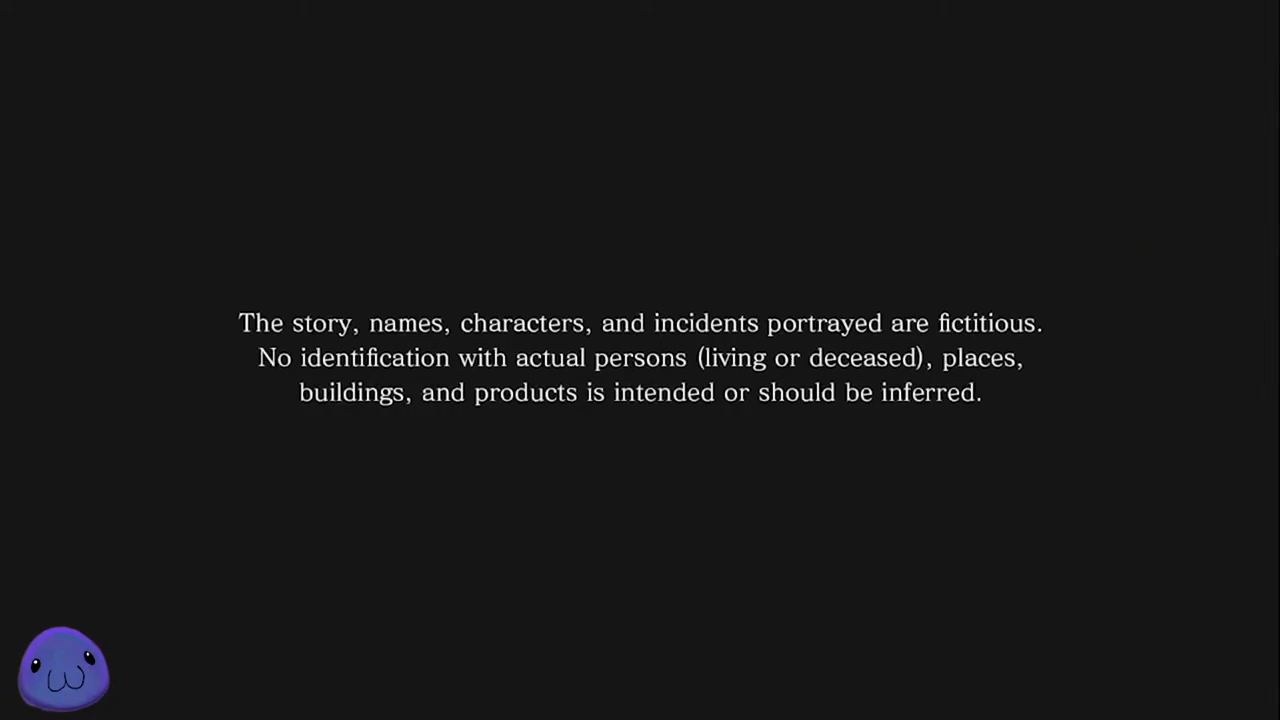 The story, names, characters, and incidents portrayed are fictitious.
No identification with actual persons (living or deceased), places,
buildings, and products is intended or should be inferred.